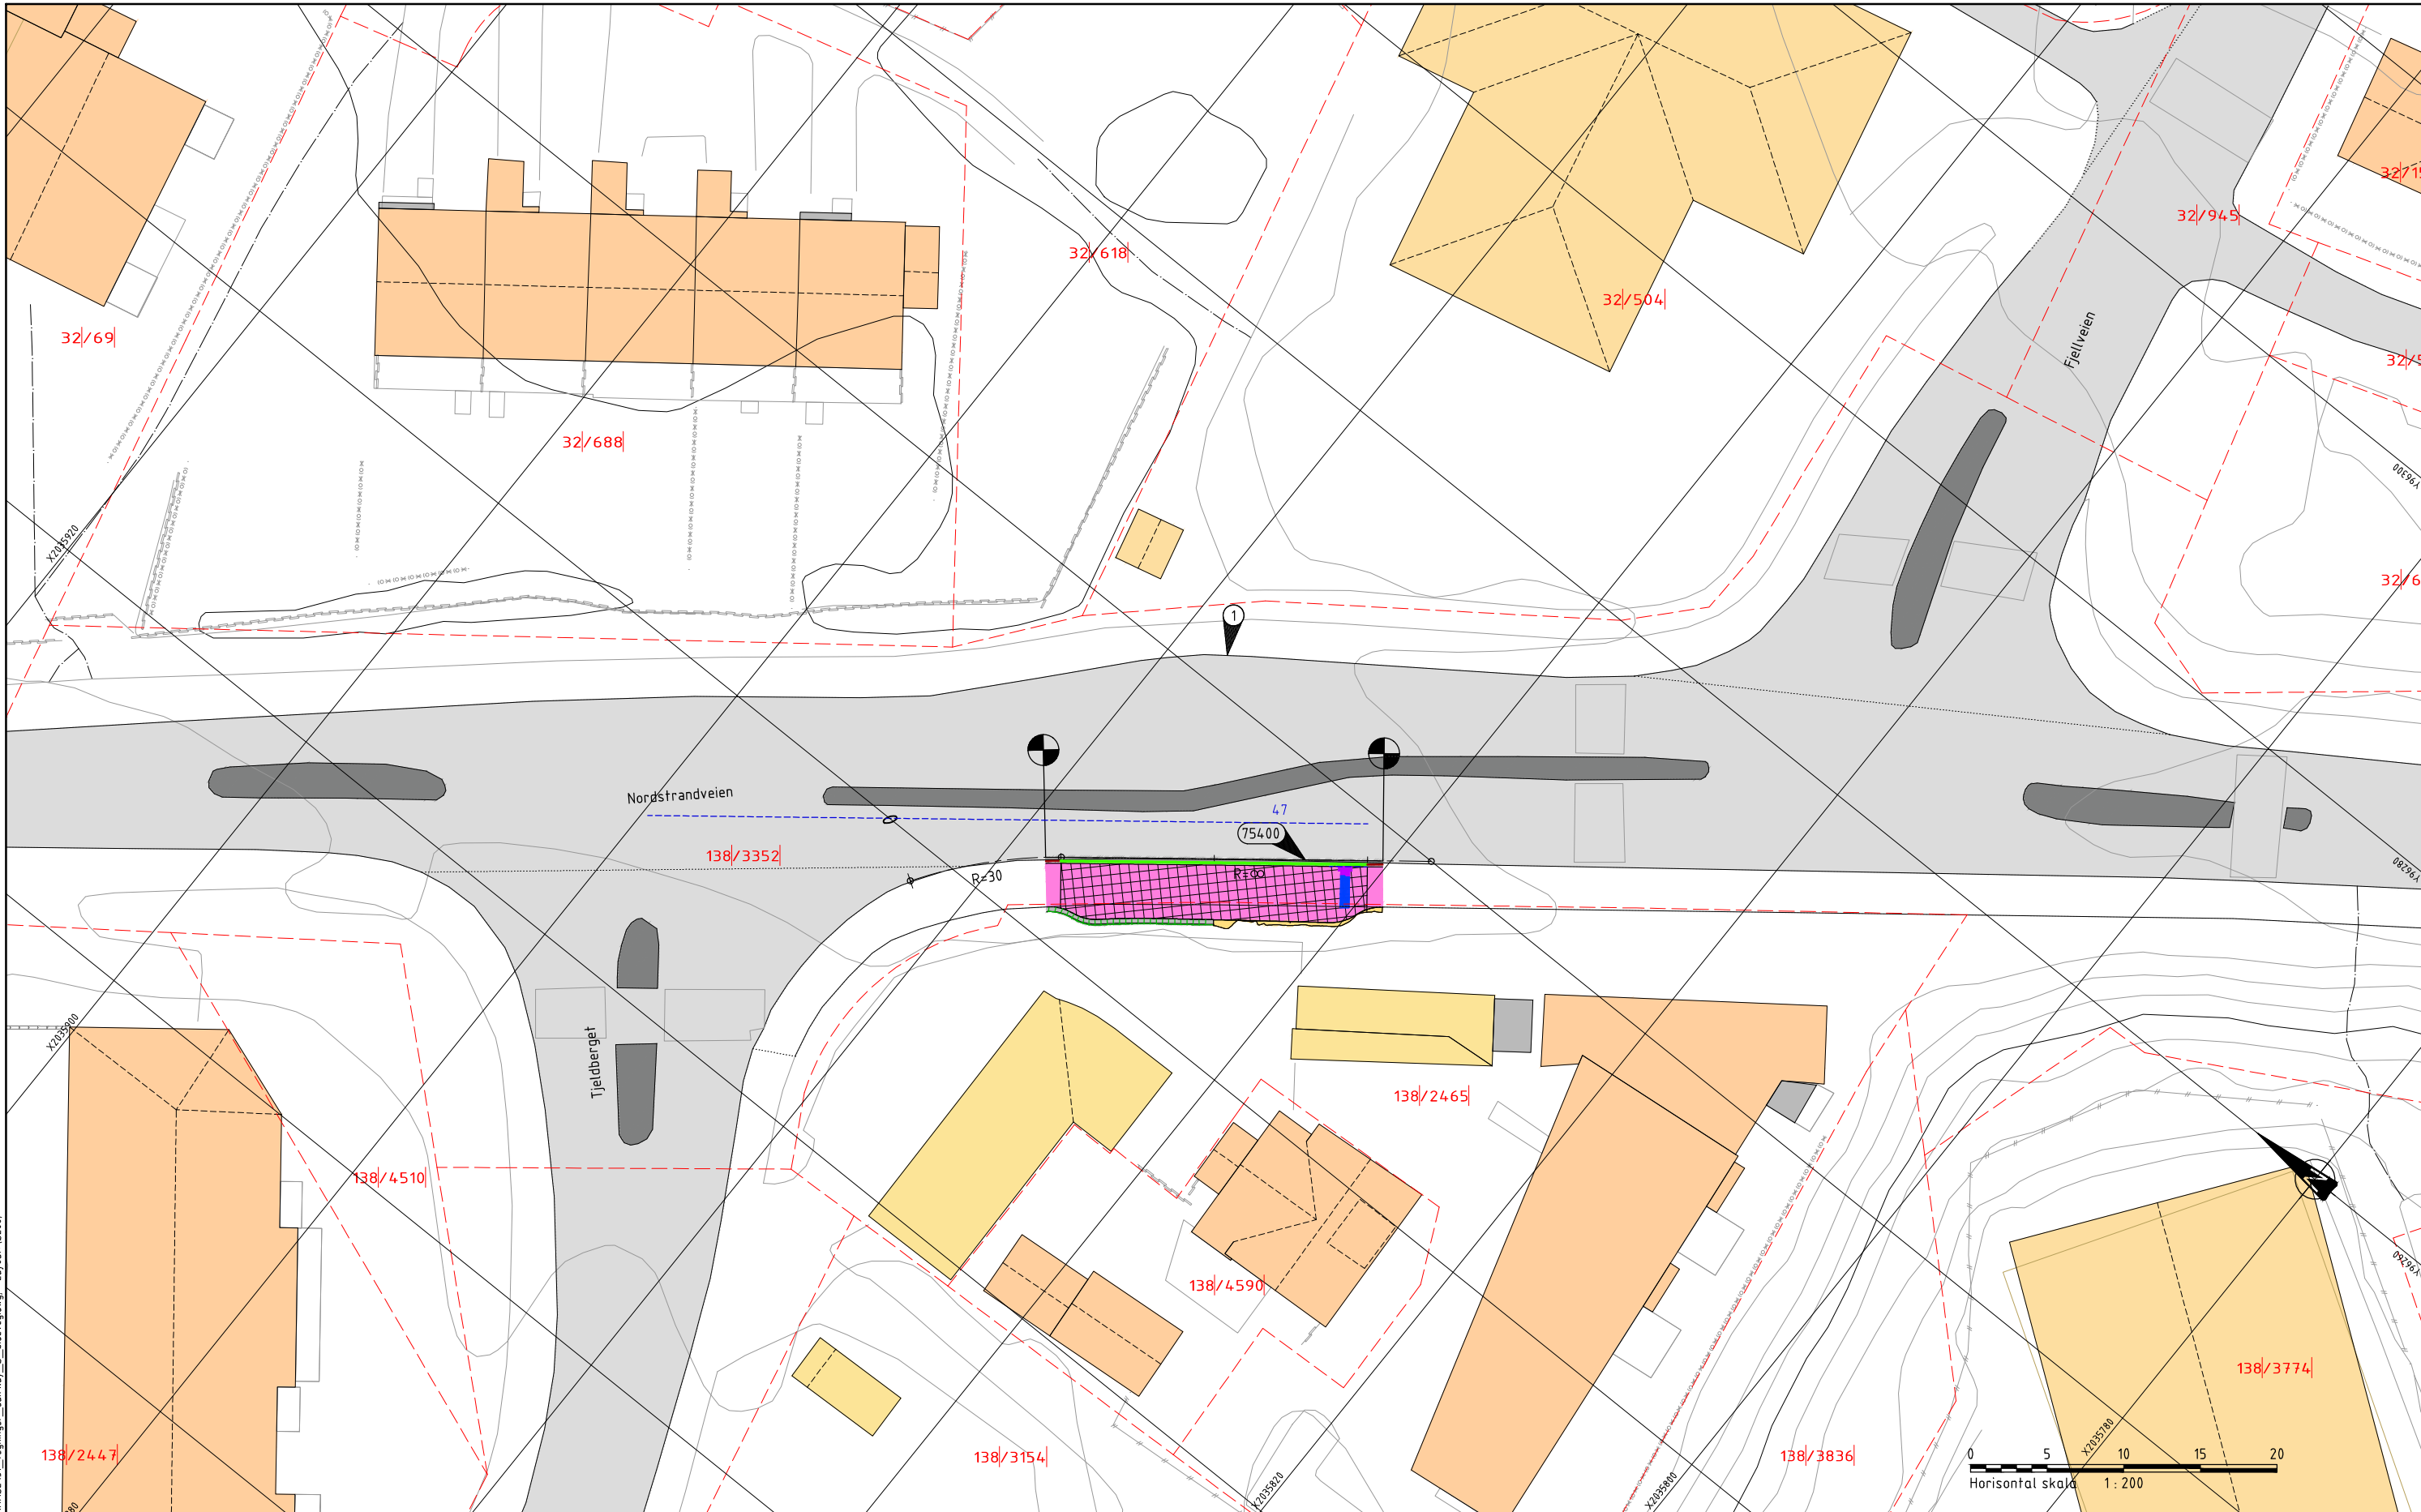 32/15
32/945
32/618
32/504
32/69
Fjellveien
32/688
Y96300
X2035920
1
Nordstrandveien
47
75400
138/3352
Y96280
R=30
R=∞
X2035900
Tjeldberget
138/2465
138/4510
N
Y96260
138/4590
138/3774
X2035780
138/2447
138/3154
138/3836
0 5 10 15 20
Horisontal skala 1:200
X2035820
X2035800